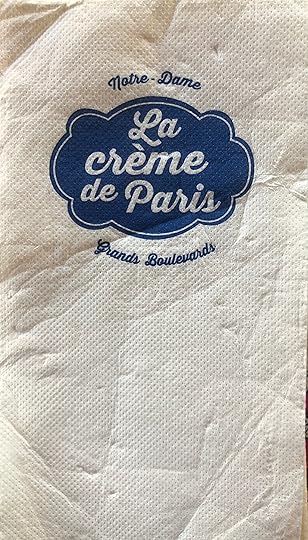 Notre-Dame
La
crème
de Paris
Grands Boulevards